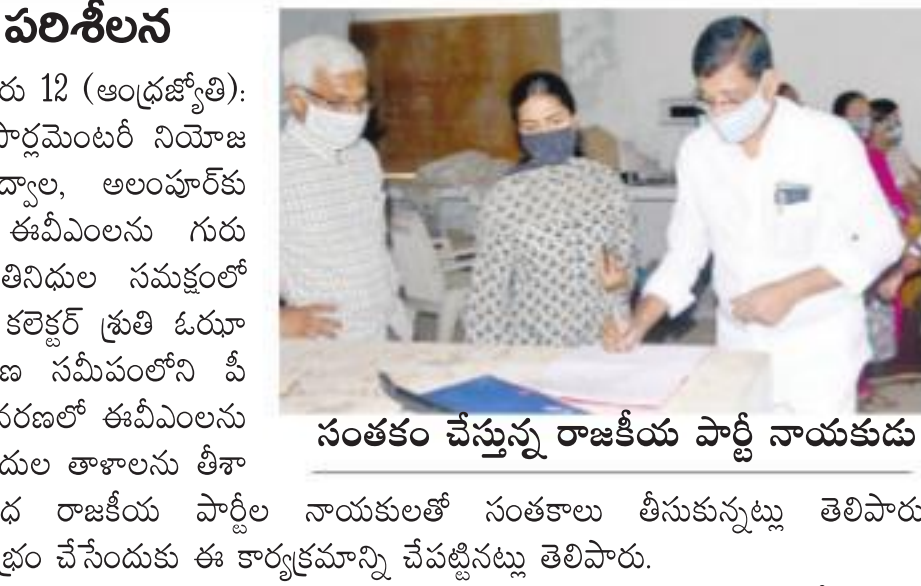 పరిశీలన
రు 12 (ఆంధ్రజ్యోతి):
పార్లమెంటరీ నియోజ
ద్వాల, అలంపూర్‌కు
ఈవీఎంలను గురు
తినిధుల సమక్షంలో
కలెక్టర్ శ్రుతి ఓఝా
ణ సమీపంలోని పీ
వరణలో ఈవీఎంలను
దుల తాళాలను తీశా
సంతకం చేస్తున్న రాజకీయ పార్టీ నాయకుడు
ధ రాజకీయ పార్టీల నాయకులతో సంతకాలు తీసుకున్నట్లు తెలిపారు
భ్రం చేసేందుకు ఈ కార్యక్రమాన్ని చేపట్టినట్లు తెలిపారు.